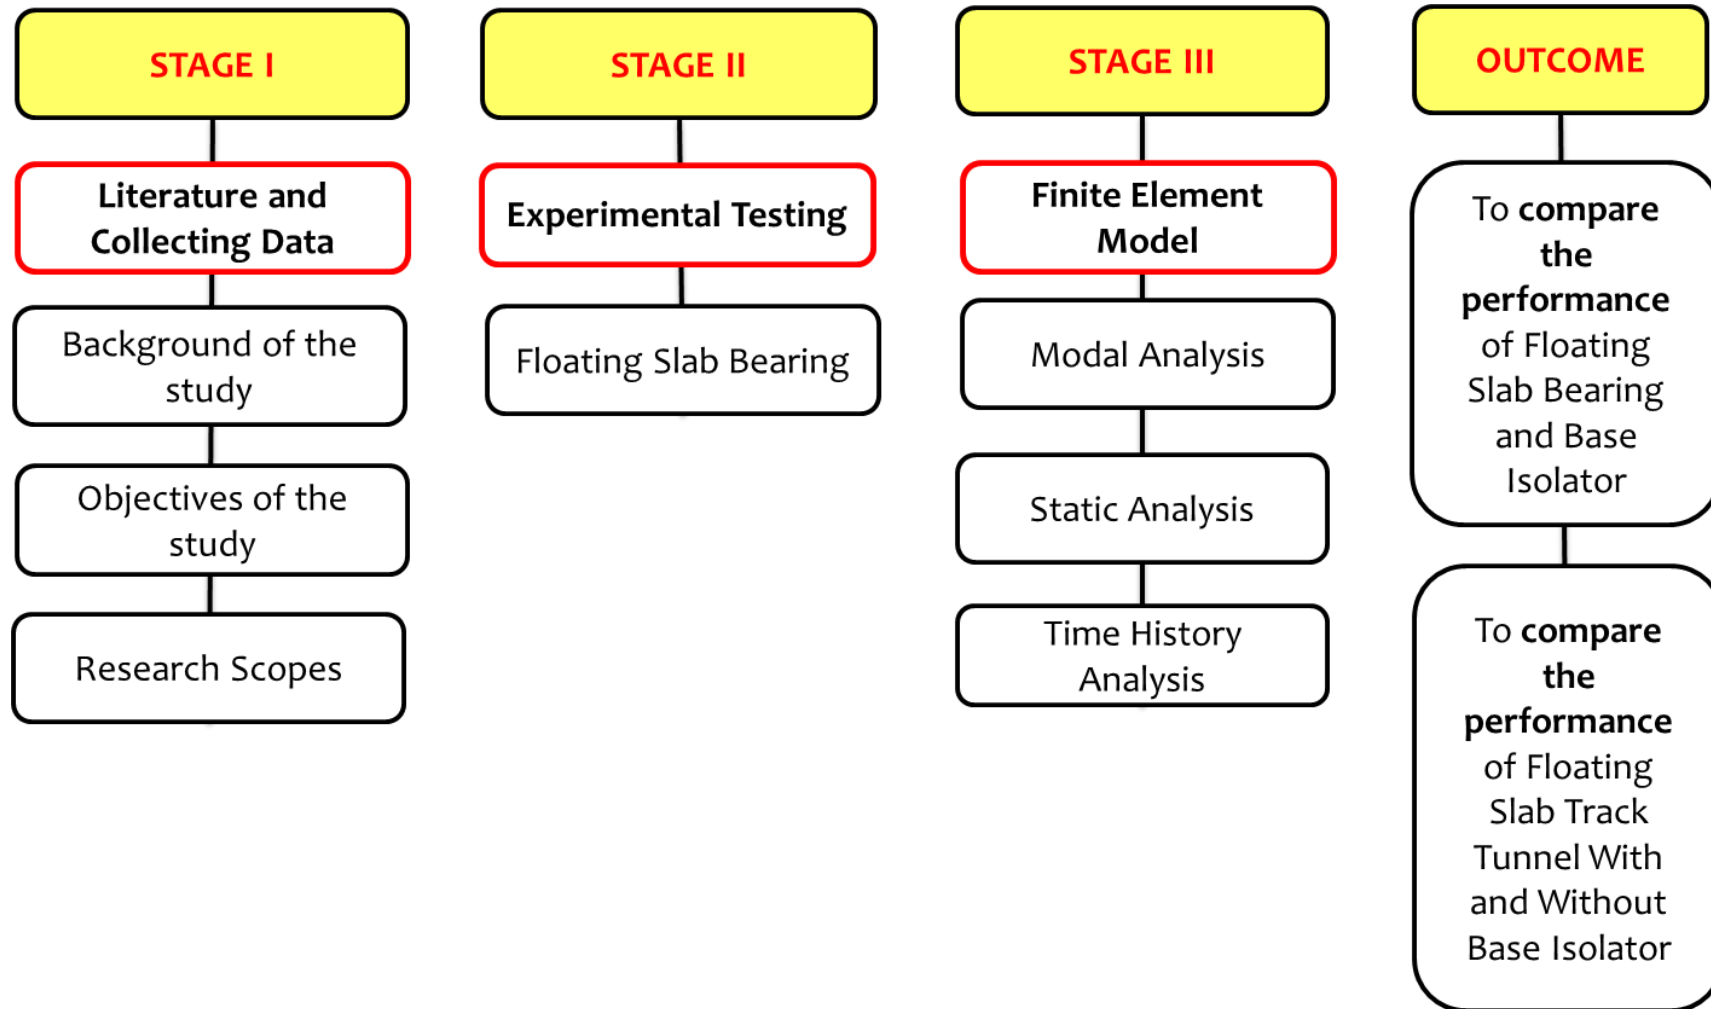 STAGE I
Literature and
Collecting Data
Background of the
study
Objectives of the
study
Research Scopes
STAGE II
Experimental Testing
Floating Slab Bearing
STAGE III
Finite Element
Model
Modal Analysis
Static Analysis
Time History
Analysis
OUTCOME
To compare
the
performance
of Floating
Slab Bearing
and Base
Isolator
To compare
the
performance
of Floating
Slab Track
Tunnel With
and Without
Base Isolator